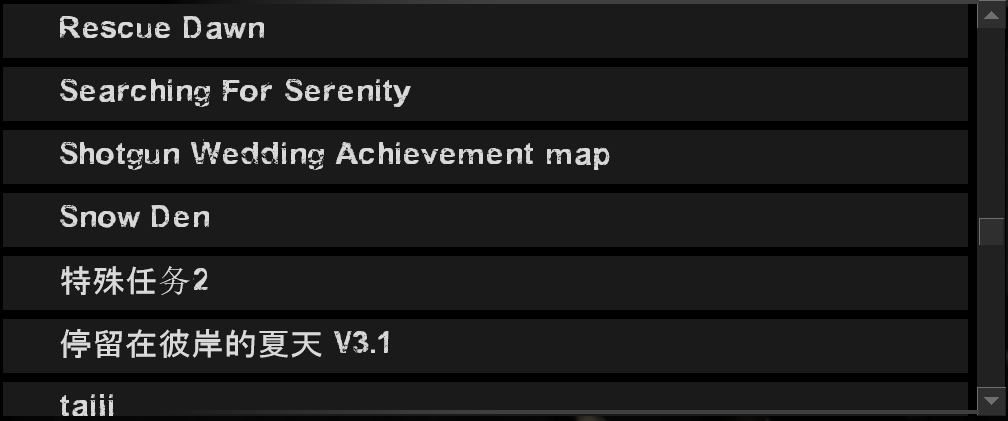 Rescue Dawn
Searching For Serenity
Shotgun Wedding Achievement map
Snow Den
特殊任务2
停留在彼岸的夏天 V3.1